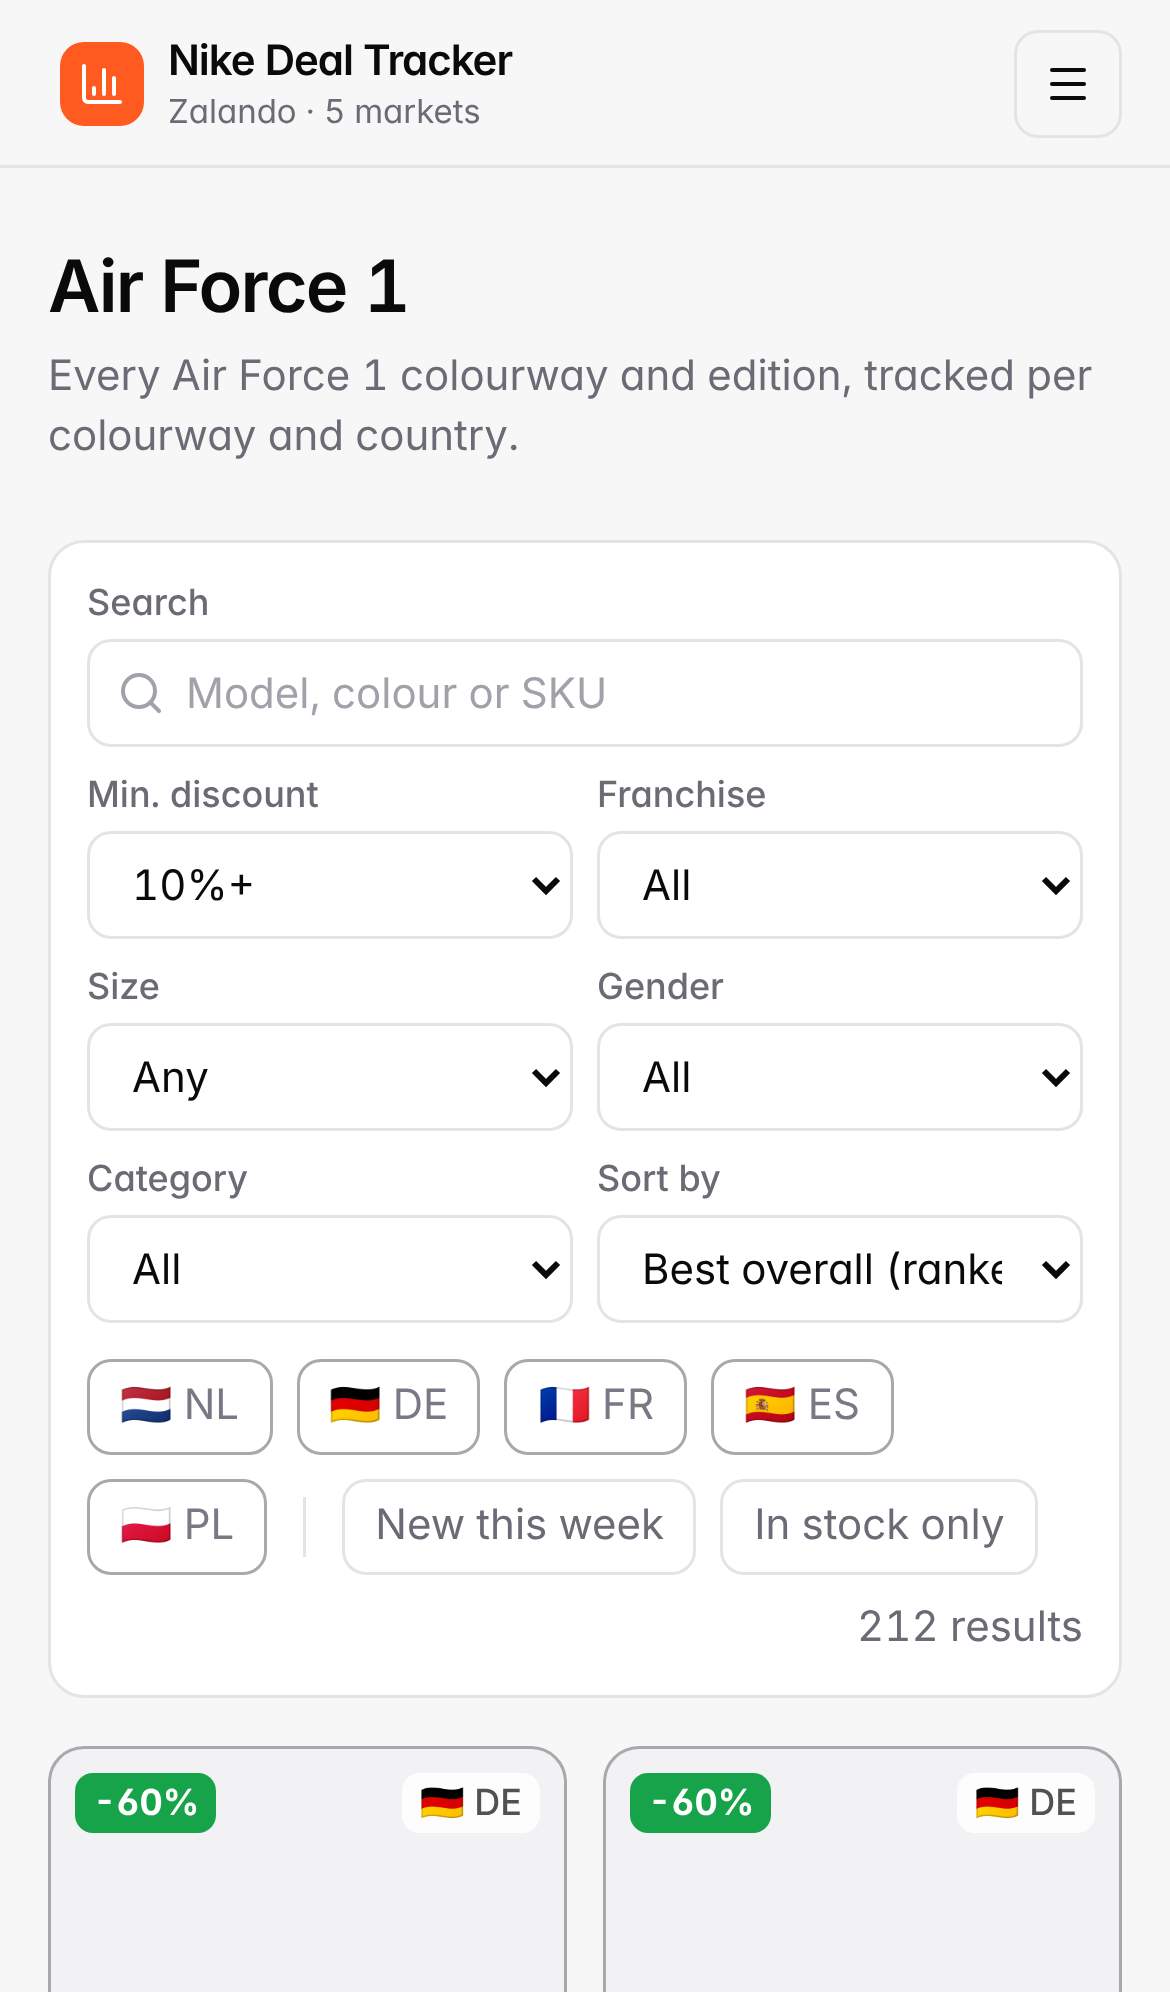 Nike Deal Tracker
Zalando · 5 markets
Air Force 1
Every Air Force 1 colourway and edition, tracked per
colourway and country.
Search
Model, colour or SKU
Min. discount
Franchise
10%+
All
Size
Gender
Any
All
Category
Sort by
All
Best overall (ranke
NL
DE
FR
ES
PL
New this week
In stock only
212 results
-60%
DE
-60%
DE